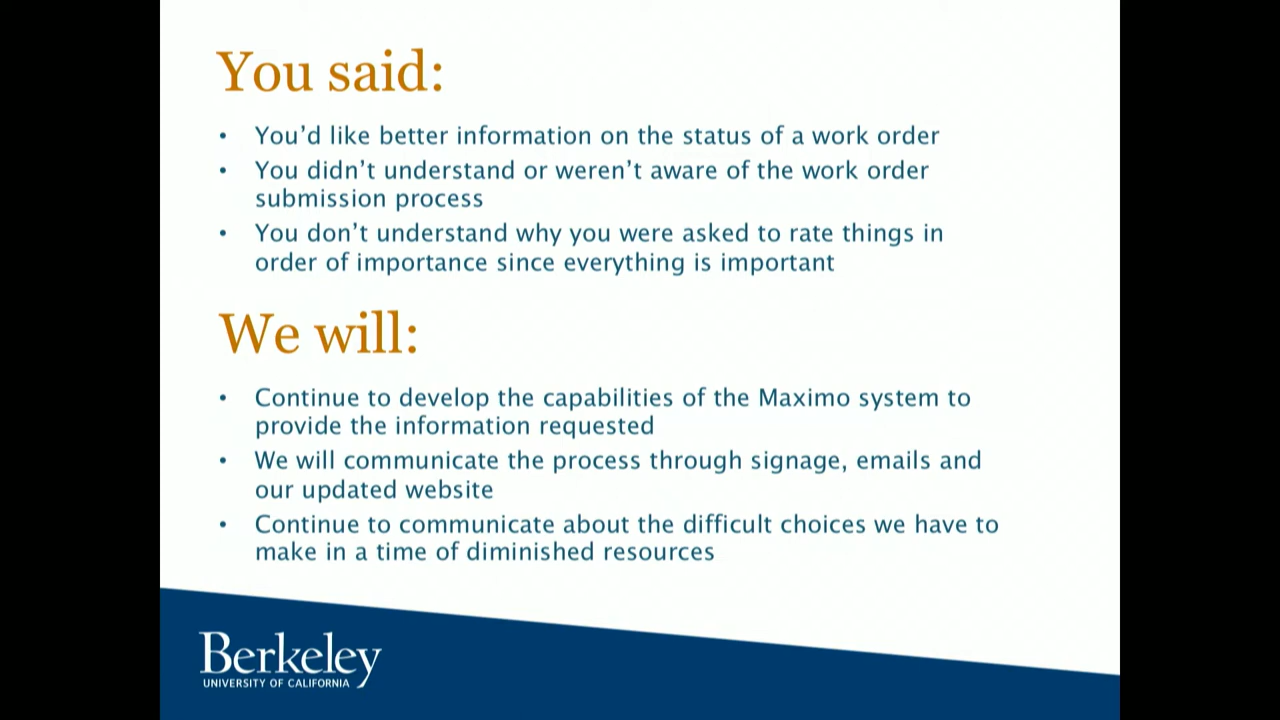 You said:
• You’d like better information on the status of a work order
• You didn’t understand or weren’t aware of the work order
submission process
• You don’t understand why you were asked to rate things in
order of importance since everything is important
We will:
• Continue to develop the capabilities of the Maximo system to
provide the information requested
• We will communicate the process through signage, emails and
our updated website
• Continue to communicate about the difficult choices we have to
make in a time of diminished resources
Berkeley
UNIVERSITY OF CALIFORNIA